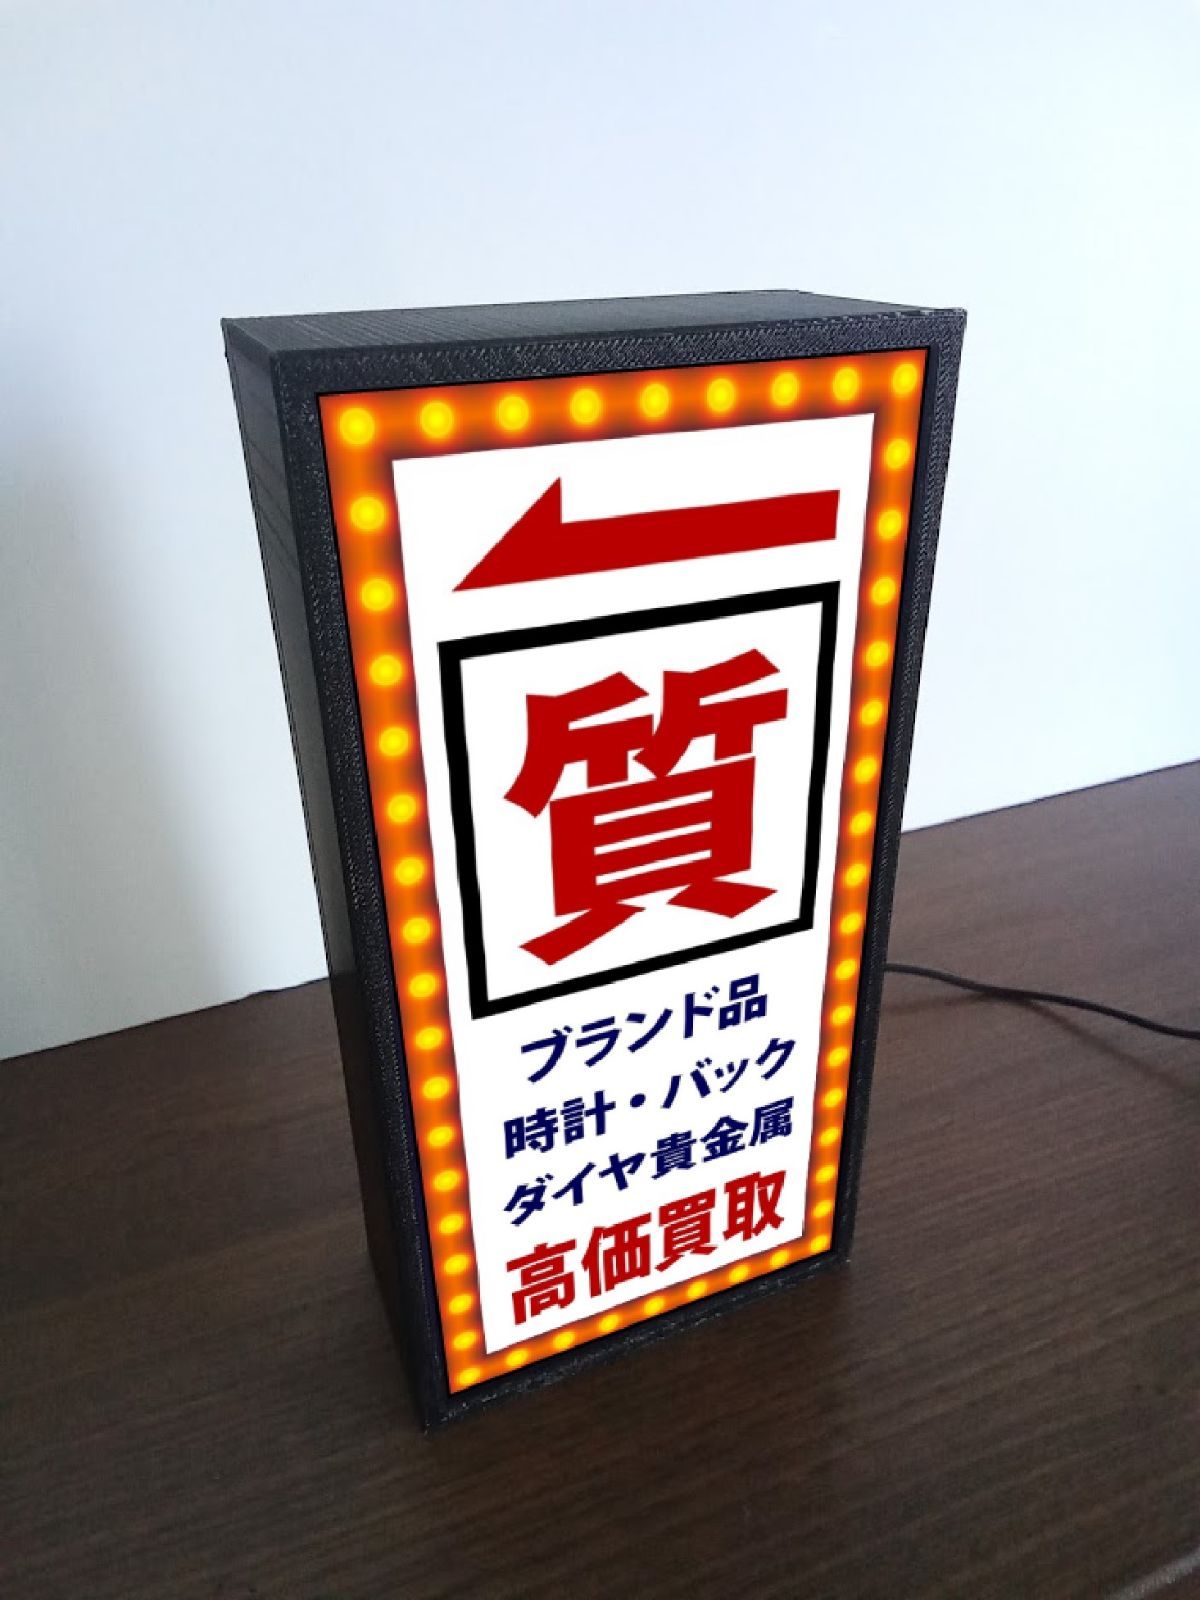 質
ブランド品
時計・バック
ダイヤ貴金属
高価買取